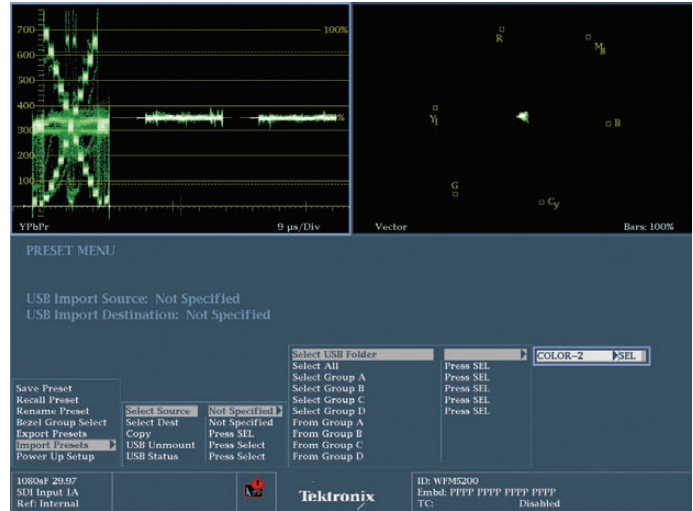 700
100%
600
500
400
%
300
200
100
YPbPr
9 µs/Div
R
Mg
Yl
B
G
Cy
Vector
Bars: 100%
PRESET MENU
USB Import Source: Not Specified
USB Import Destination: Not Specified
Save Preset
Recall Preset
Rename Preset
Bezel Group Select
Export Presets
Import Presets
Power Up Setup
Select Source Not Specified
Select Dest Not Specified
Copy Press SEL
USB Unmount Press Select
USB Status Press Select
Select USB Folder
Select All Press SEL
Select Group A Press SEL
Select Group B Press SEL
Select Group C Press SEL
Select Group D Press SEL
From Group A
From Group B
From Group C
From Group D
COLOR-2 SEL
1080sF 29.97
SDI Input 1A
Ref: Internal
Tektronix
ID: WFM5200
Embd: PPPP PPPP PPPP PPPP
TC: Disabled